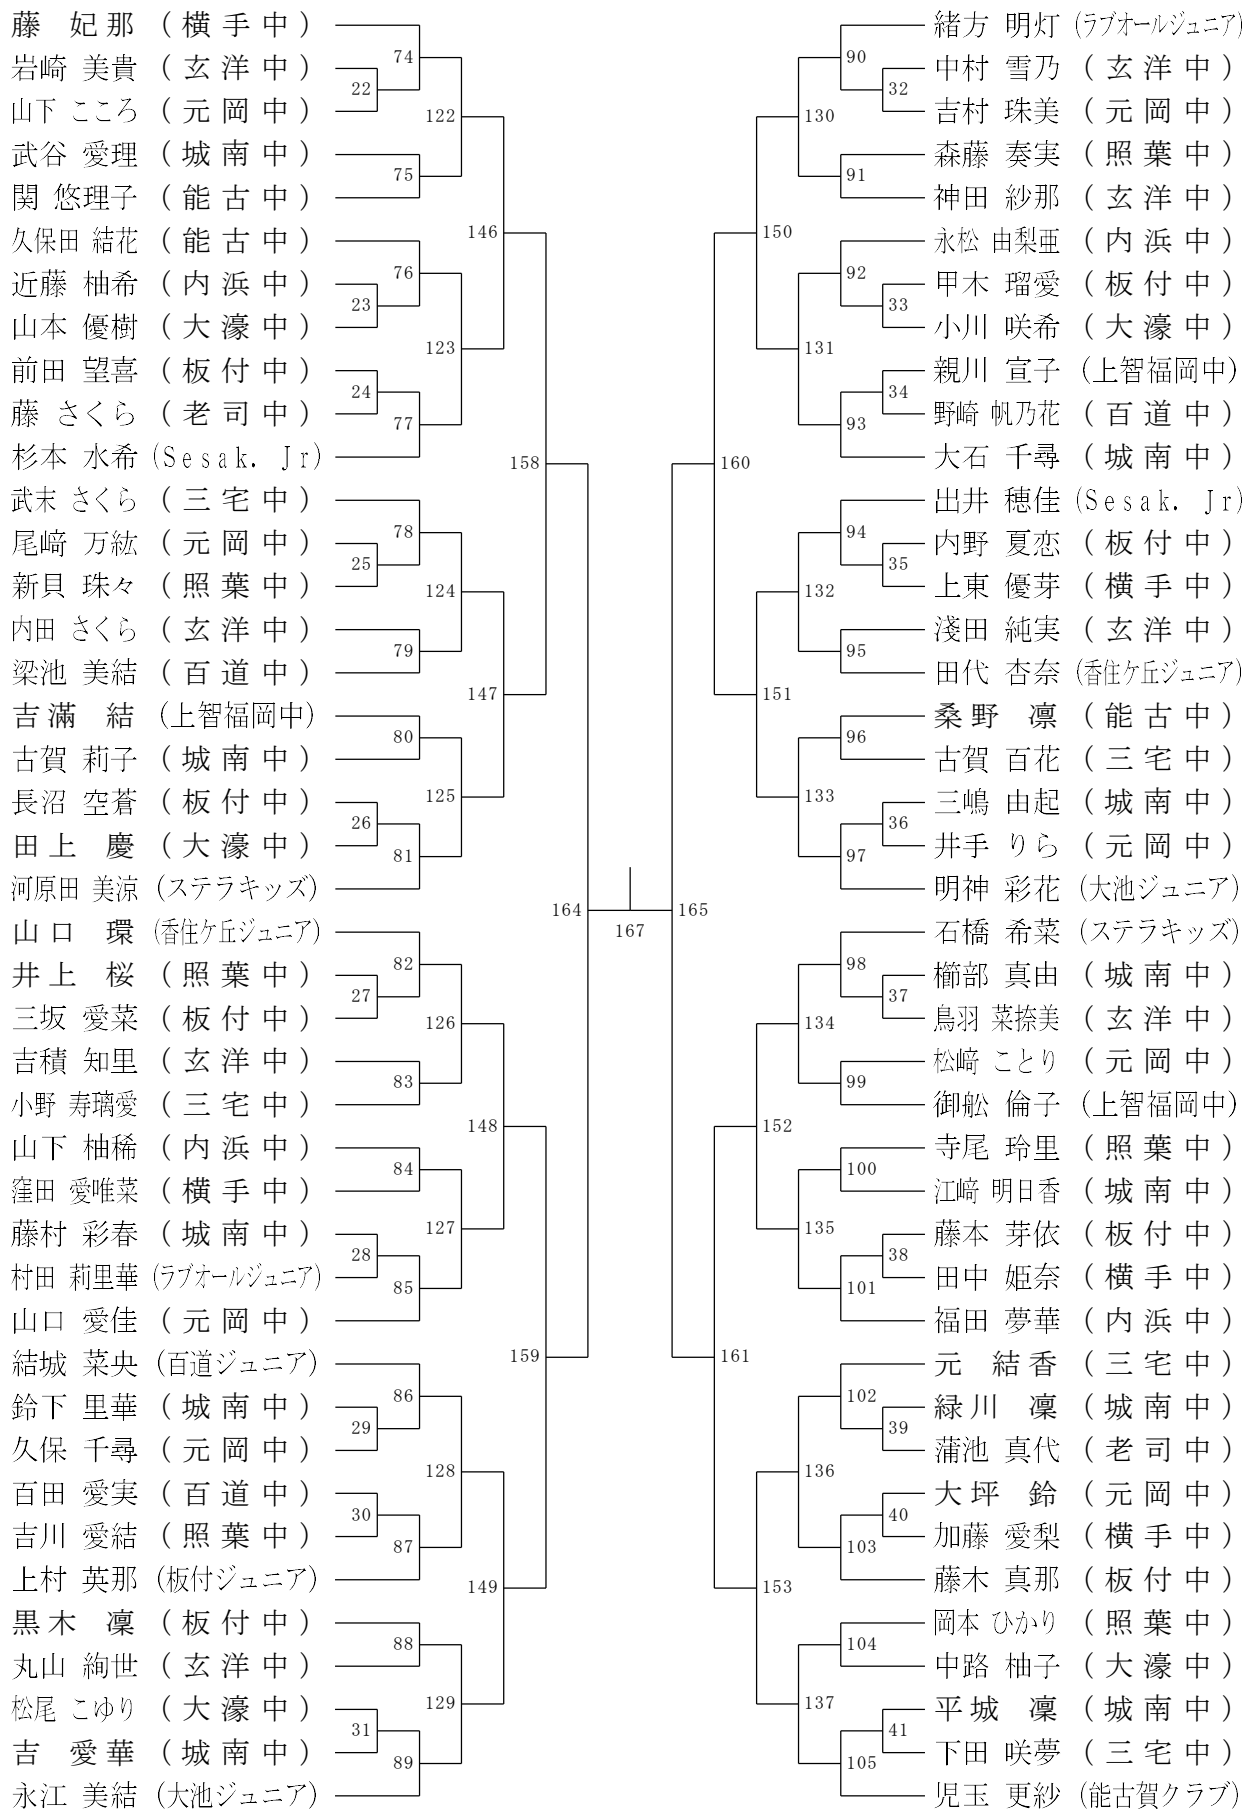 藤 妃那 (横手中)
74
岩崎 美貴 (玄洋中)
22
山下 こころ (元岡中)
122
武谷 愛理 (城南中)
75
関 悠理子 (能古中)
146
久保田 結花 (能古中)
76
近藤 柚希 (内浜中)
23
山本 優樹 (大濠中)
123
前田 望喜 (板付中)
24
藤 さくら (老司中)
77
杉本 水希 (Sesak. Jr)
158
武末 さくら (三宅中)
78
尾﨑 万紘 (元岡中)
25
新貝 珠々 (照葉中)
124
内田 さくら (玄洋中)
79
梁池 美結 (百道中)
147
吉滿 結 (上智福岡中)
80
古賀 莉子 (城南中)
125
長沼 空蒼 (板付中)
26
田上 慶 (大濠中)
81
河原田 美涼 (ステラキッズ)
164
山口 環 (香住ケ丘ジュニア)
82
井上 桜 (照葉中)
27
三坂 愛菜 (板付中)
126
吉積 知里 (玄洋中)
83
小野 寿璃愛 (三宅中)
148
山下 柚稀 (内浜中)
84
窪田 愛唯菜 (横手中)
127
藤村 彩春 (城南中)
28
村田 莉里華 (ラブオールジュニア)
85
山口 愛佳 (元岡中)
159
結城 菜央 (百道ジュニア)
86
鈴下 里華 (城南中)
29
久保 千尋 (元岡中)
128
百田 愛実 (百道中)
30
吉川 愛結 (照葉中)
87
上村 英那 (板付ジュニア)
149
黒木 凜 (板付中)
88
丸山 絢世 (玄洋中)
129
松尾 こゆり (大濠中)
31
吉 愛華 (城南中)
89
永江 美結 (大池ジュニア)
167
緒方 明灯 (ラブオールジュニア)
90
中村 雪乃 (玄洋中)
32
吉村 珠美 (元岡中)
130
森藤 奏実 (照葉中)
91
神田 紗那 (玄洋中)
150
永松 由梨亜 (内浜中)
92
甲木 瑠愛 (板付中)
33
小川 咲希 (大濠中)
131
親川 宣子 (上智福岡中)
34
野崎 帆乃花 (百道中)
93
大石 千尋 (城南中)
160
出井 穂佳 (Sesak. Jr)
94
内野 夏恋 (板付中)
35
上東 優芽 (横手中)
132
淺田 純実 (玄洋中)
95
田代 杏奈 (香住ケ丘ジュニア)
151
桑野 凛 (能古中)
96
古賀 百花 (三宅中)
133
三嶋 由起 (城南中)
36
井手 りら (元岡中)
97
明神 彩花 (大池ジュニア)
165
石橋 希菜 (ステラキッズ)
98
櫛部 真由 (城南中)
37
鳥羽 菜捺美 (玄洋中)
134
松﨑 ことり (元岡中)
99
御舩 倫子 (上智福岡中)
152
寺尾 玲里 (照葉中)
100
江﨑 明日香 (城南中)
135
藤本 芽依 (板付中)
38
田中 姫奈 (横手中)
101
福田 夢華 (内浜中)
161
元 結香 (三宅中)
102
緑川 凜 (城南中)
39
蒲池 真代 (老司中)
136
大坪 鈴 (元岡中)
40
加藤 愛梨 (横手中)
103
藤木 真那 (板付中)
153
岡本 ひかり (照葉中)
104
中路 柚子 (大濠中)
137
平城 凜 (城南中)
41
下田 咲夢 (三宅中)
105
児玉 更紗 (能古賀クラブ)